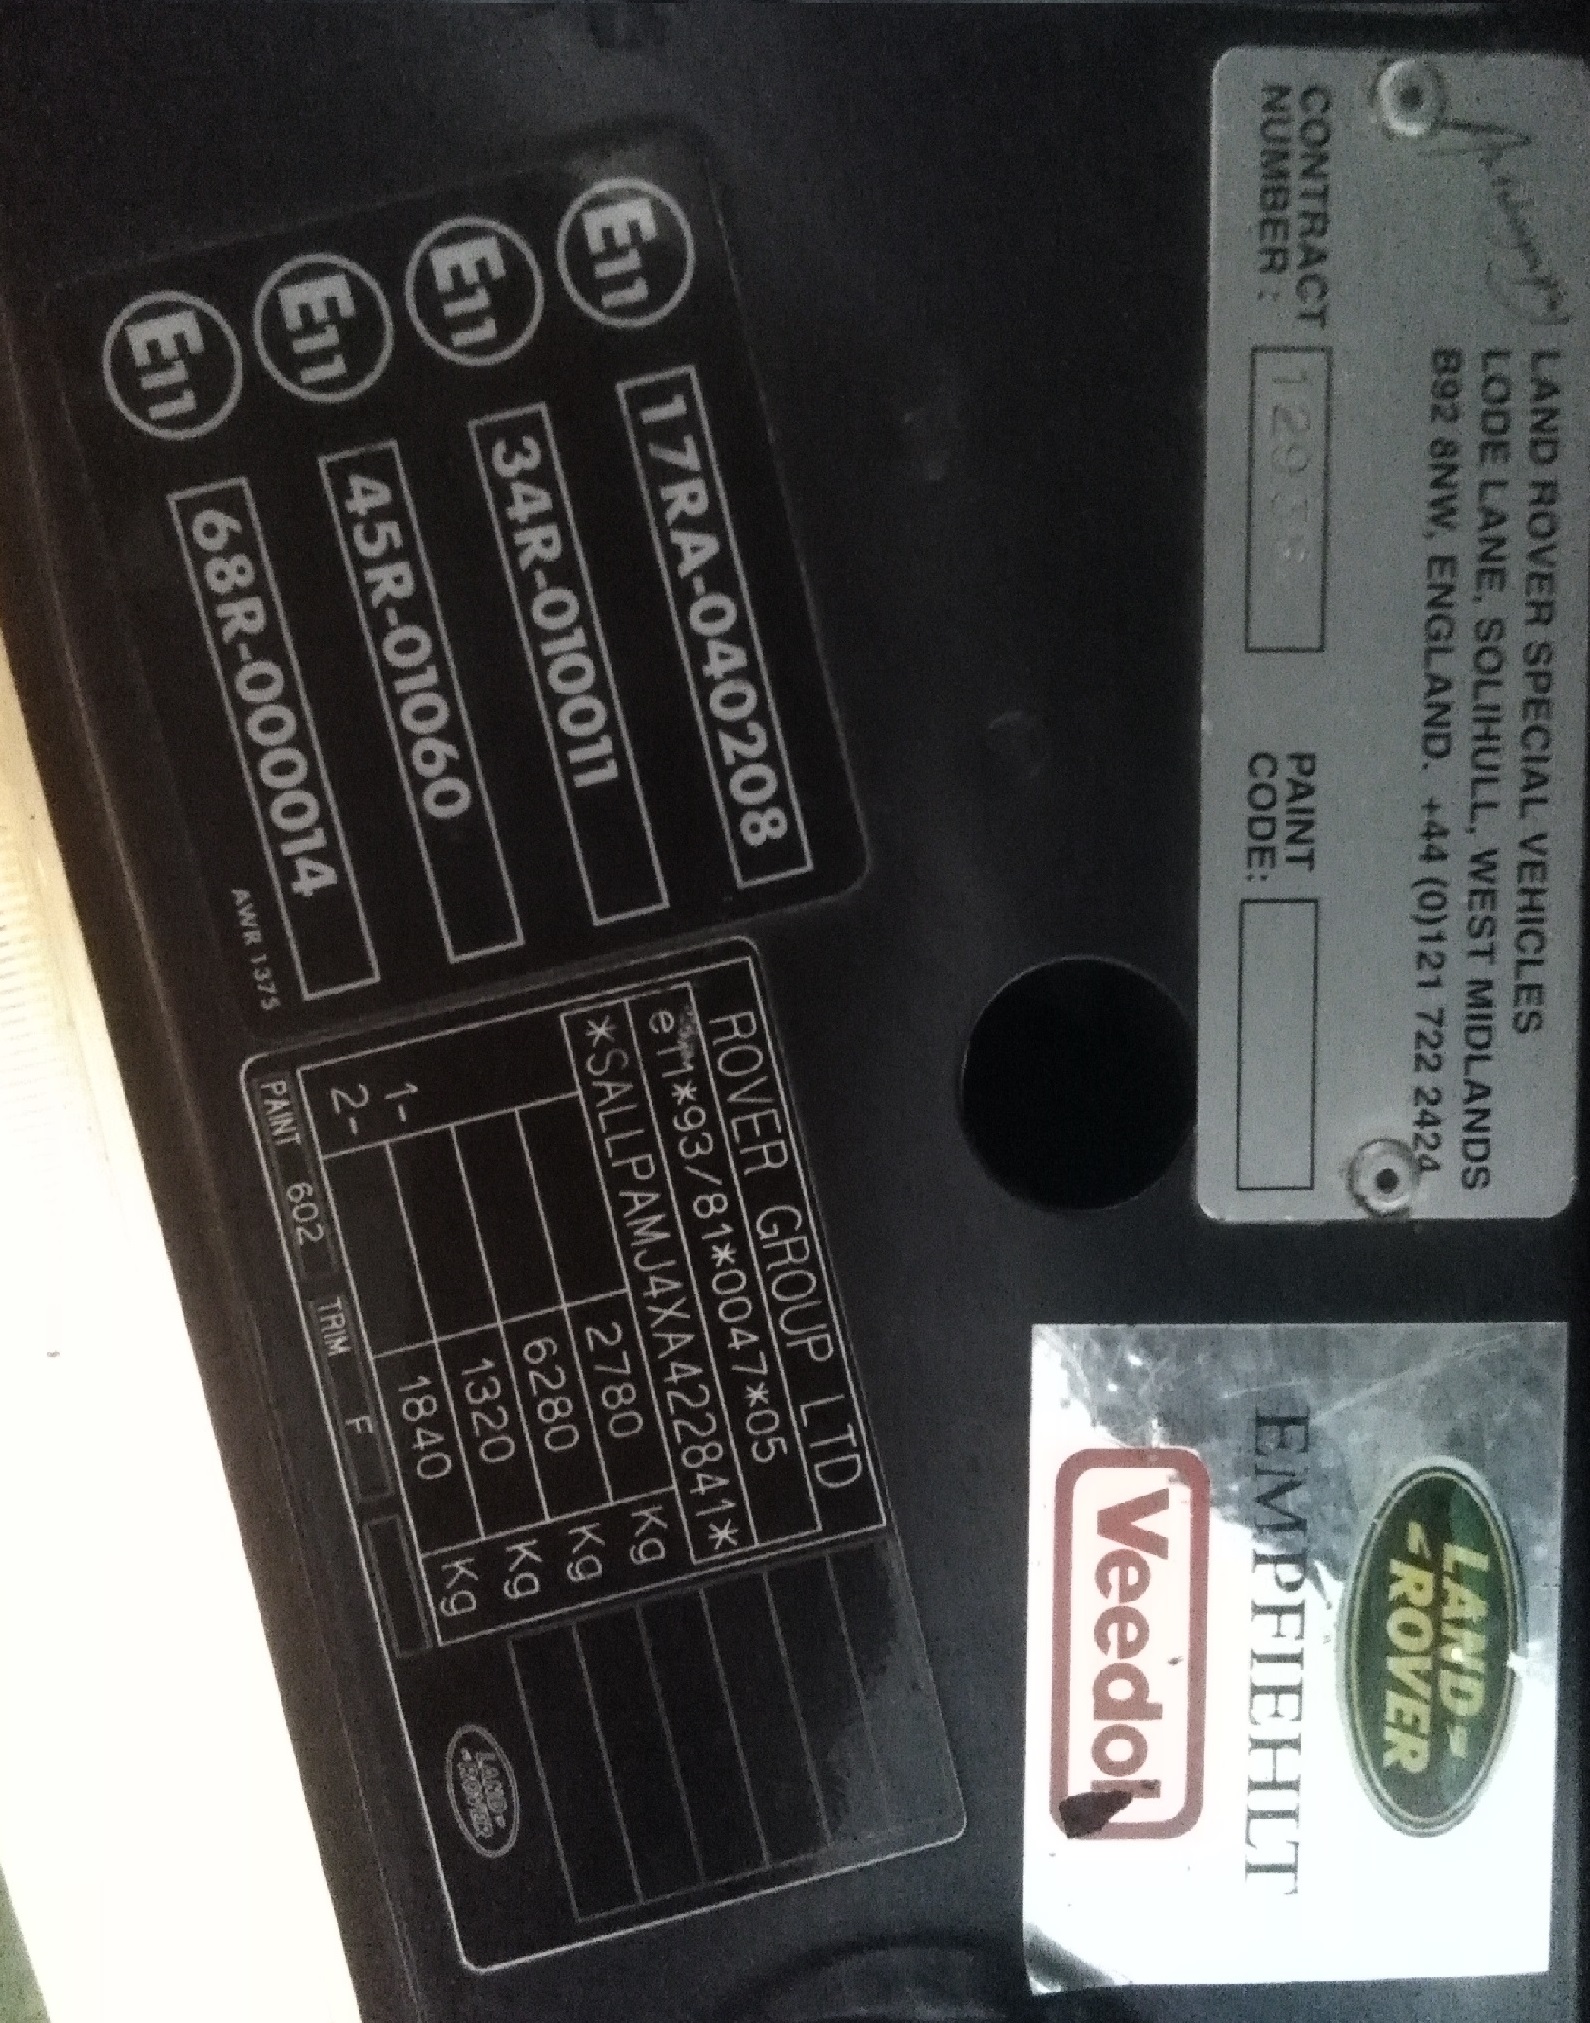 LAND ROVER SPECIAL VEHICLES
LODE LANE, SOLIHULL, WEST MIDLANDS
B92 8NW, ENGLAND. +44 (0)121 722 2424
CONTRACT
NUMBER :
PAINT
CODE:
LAND
ROVER
EMPFIEHLT
Veedol
E11 17RA-040208
E11 34R-010011
E11 45R-01060
E11 68R-000014
AWR 1375
ROVER GROUP LTD
e11*93/81*0047*05
*SALLPAMJ4XA422841*
2780 Kg
6280 Kg
1- 1320 Kg
2- 1840 Kg
PAINT 602 TRIM F
LAND
ROVER